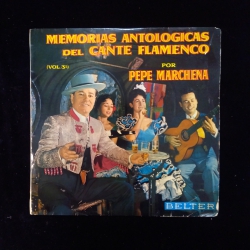 MEMORIAS ANTOLOGICAS
DEL CANTE FLAMENCO
(VOL. 3º)
POR
PEPE MARCHENA
BELTER